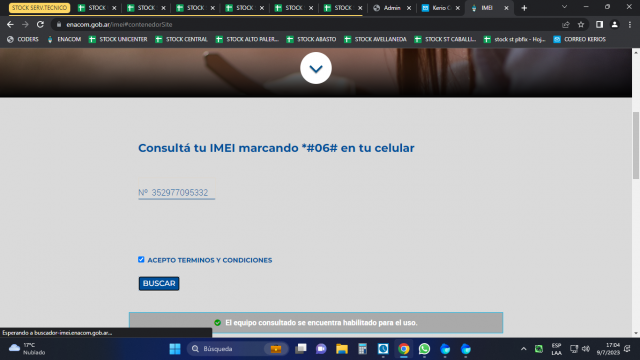 STOCK SERV.TECNICO
STOCK
STOCK
STOCK
STOCK
STOCK
STOCK
Admin
Kerio C
IMEI
enacom.gob.ar/imei#contenedorSite
CODERS
ENACOM
STOCK UNICENTER
STOCK CENTRAL
STOCK ALTO PALER...
STOCK ABASTO
STOCK AVELLANEDA
STOCK ST CABALLI...
stock st pbfix - Hoj...
CORREO KERIOS
Consultá tu IMEI marcando *#06# en tu celular
Nº 352977095332
ACEPTO TERMINOS Y CONDICIONES
BUSCAR
El equipo consultado se encuentra habilitado para el uso.
Esperando a buscador-imei.enacom.gob.ar...
17°C
Nublado
Búsqueda
ESP
LAA
17:04
9/7/2023